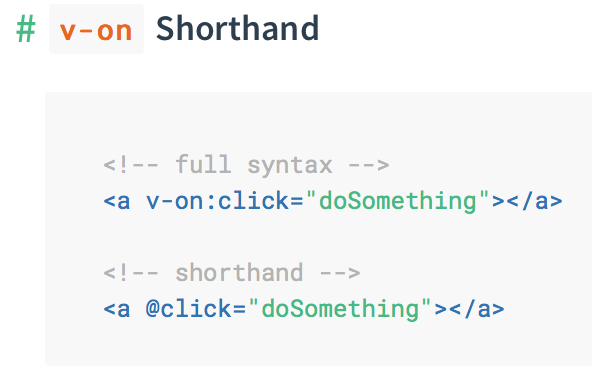 # v-on Shorthand
<!-- full syntax -->
<a v-on:click="doSomething"></a>
<!-- shorthand -->
<a @click="doSomething"></a>